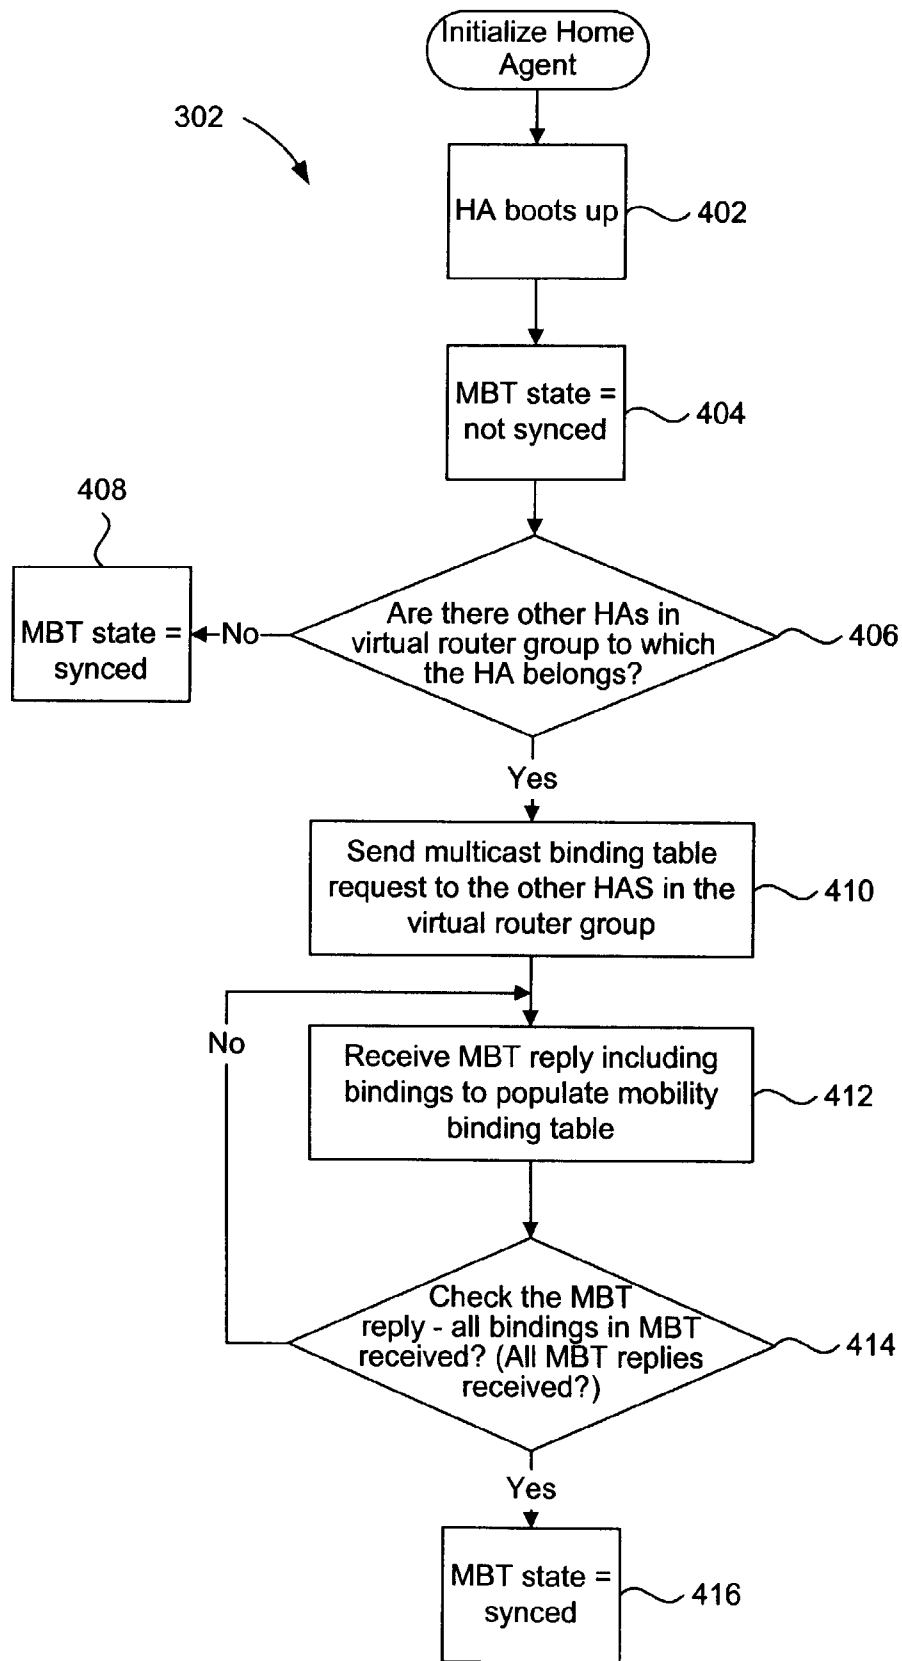 Initialize Home
Agent
302
HA boots up
402
MBT state =
not synced
404
408
MBT state =
synced
No
Are there other HAs in
virtual router group to which
the HA belongs?
406
Yes
Send multicast binding table
request to the other HAS in the
virtual router group
410
No
Receive MBT reply including
bindings to populate mobility
binding table
412
Check the MBT
reply - all bindings in MBT
received? (All MBT replies
received?)
414
Yes
MBT state =
synced
416